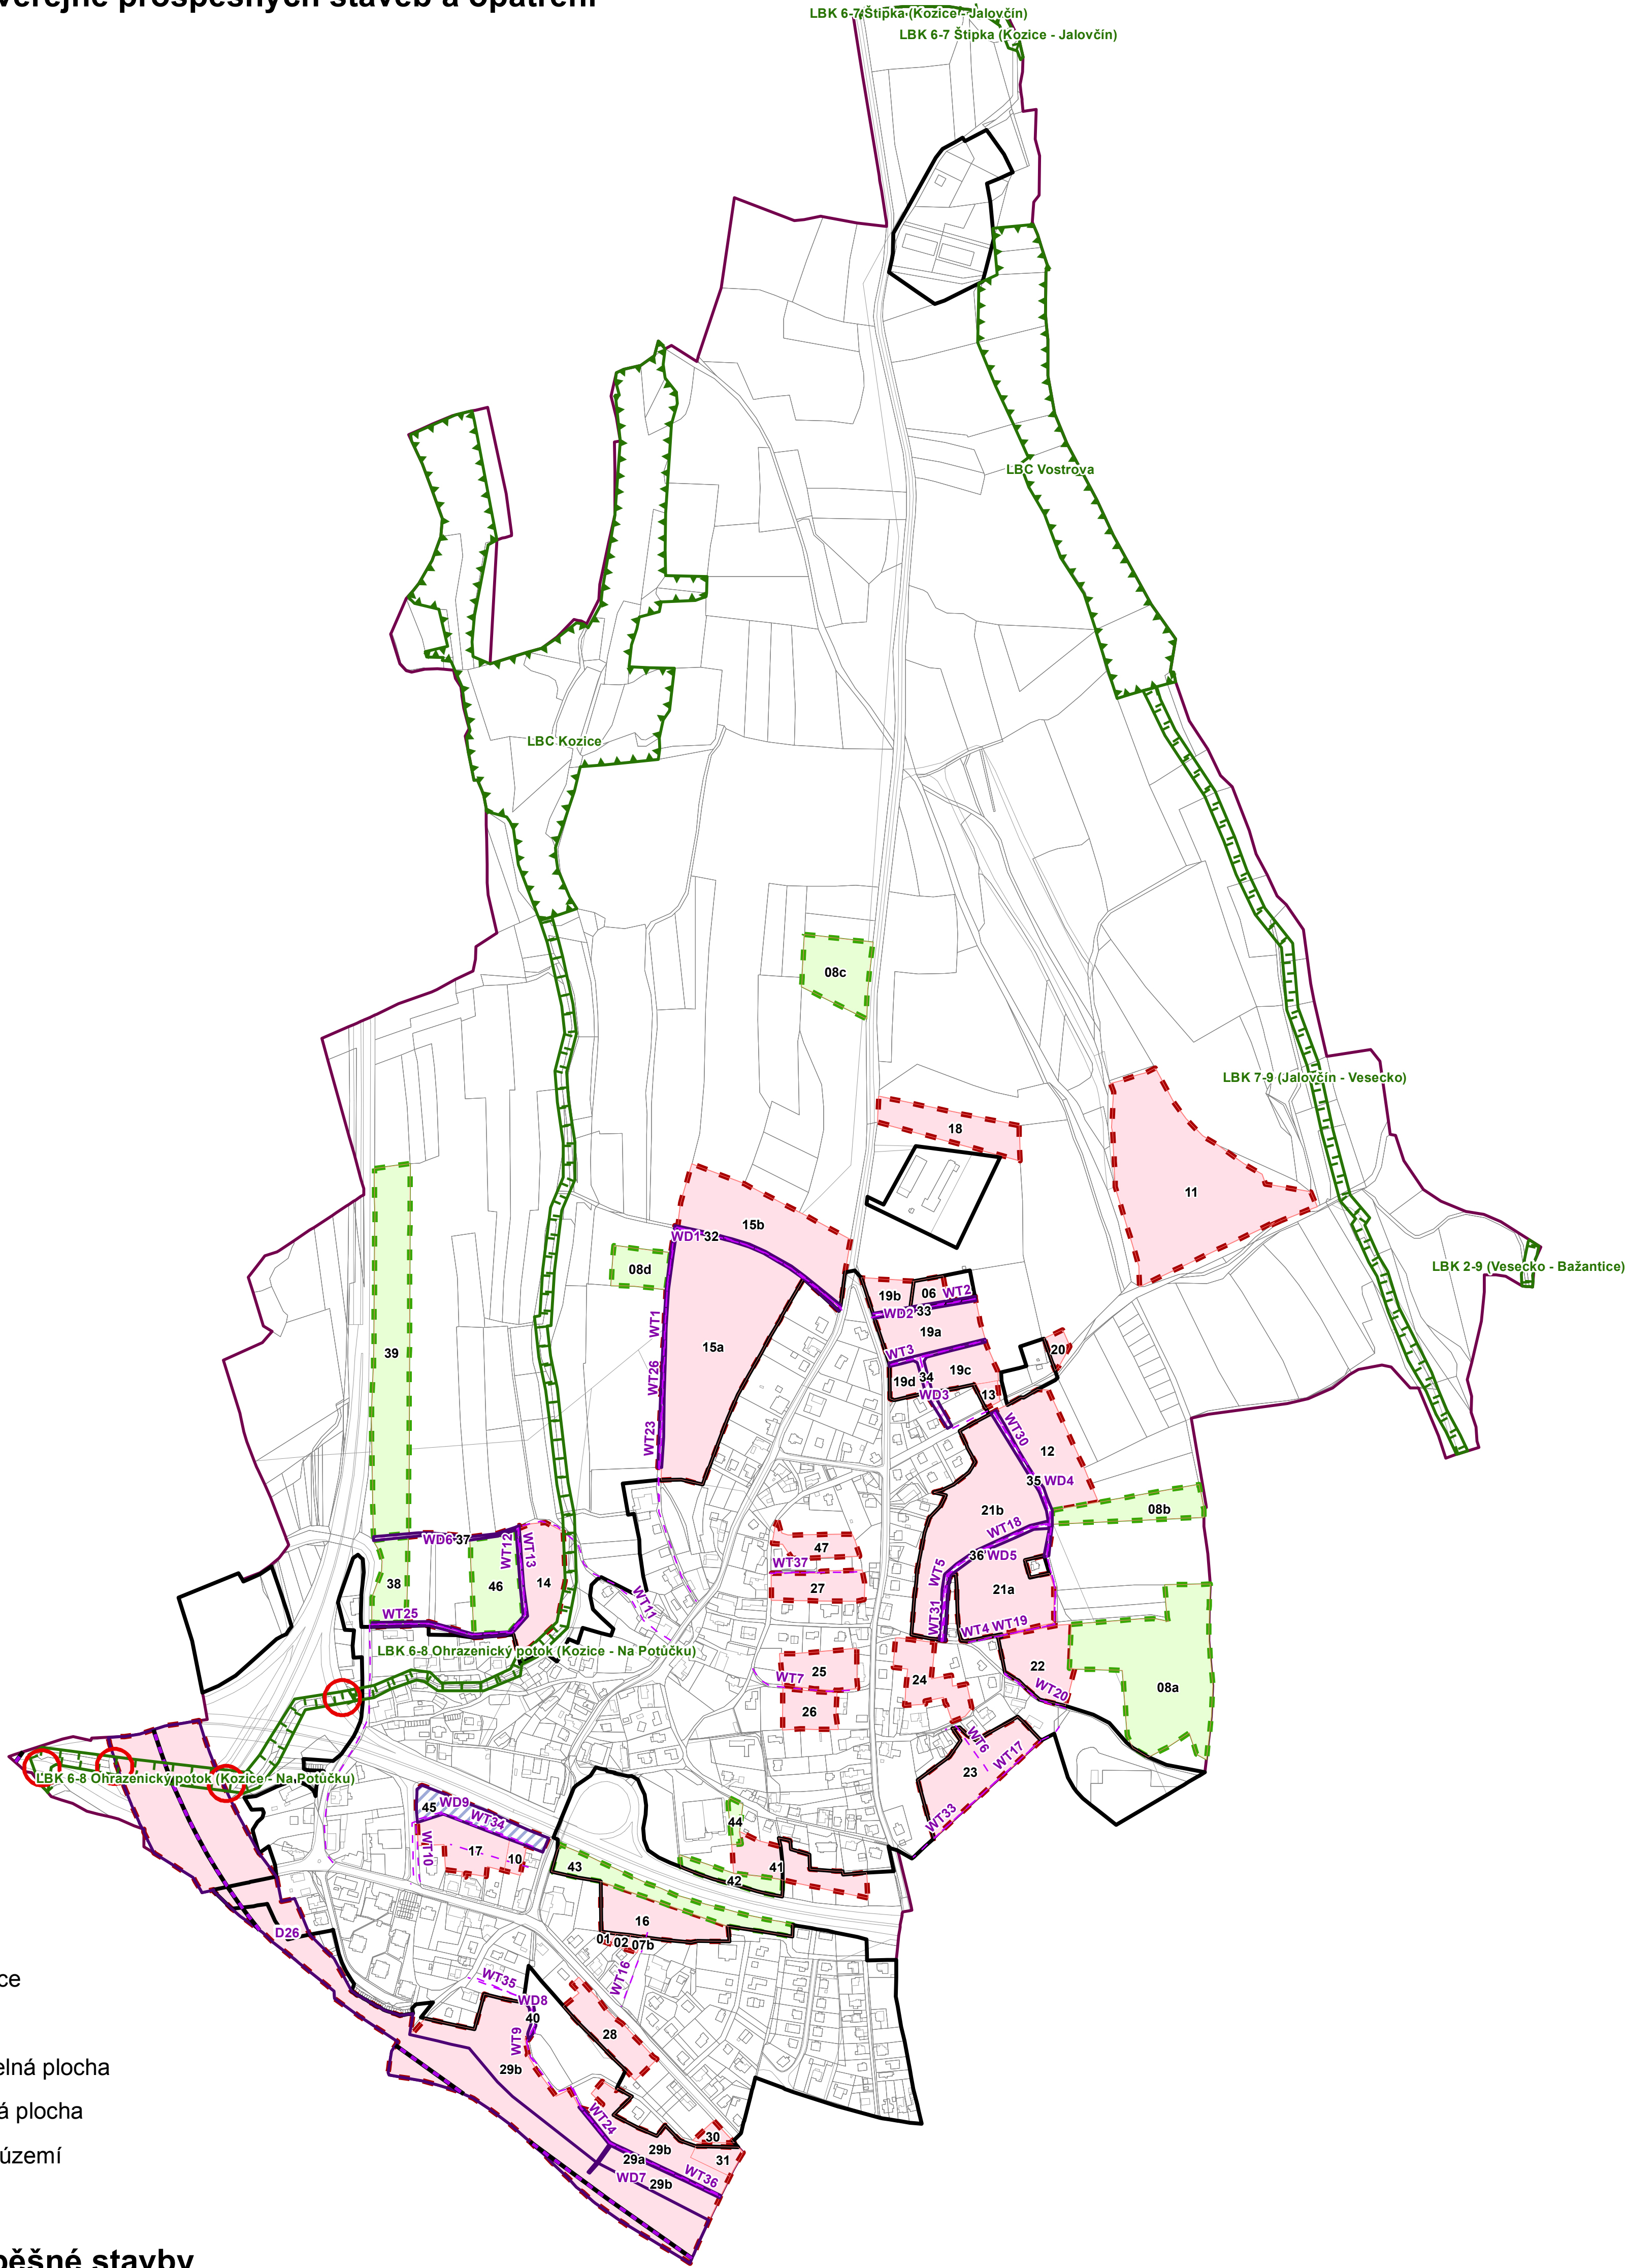 veřejně prospěšných staveb a opatření
LBK 6-7 Štipka (Kozice - Jalovčín)
LBK 6-7 Štipka (Kozice - Jalovčín)
LBC Vostrova
LBC Kozice
08c
LBK 7-9 (Jalovčín - Vesecko)
18
11
15b
WD1 32
08d
LBK 2-9 (Vesecko - Bažantice)
19b
06
WT2
WD2 33
WT1
19a
15a
39
WT3
20
WT26
19c
34
19d
WD3
13
WT30
WT23
12
35 WD4
21b
08b
WT18
WD6 37
WT12
WT13
47
36 WD5
WT37
WT5
38
46
14
27
21a
WT25
WT11
WT31
WT4 WT19
LBK 6-8 Ohrazenický potok (Kozice - Na Potůčku)
25
WT7
22
24
08a
WT20
26
WT6
WT17
23
LBK 6-8 Ohrazenický potok (Kozice - Na Potůčku)
45
WD9
WT34
44
WT33
WT10
17
10
43
41
42
16
D26
01
02
07b
WT16
WT35
WD8
40
28
WT9
29b
WT24
30
29b
31
29a
WD7
29b
WT36
ce
elná plocha
á plocha
území
pěšné stavby